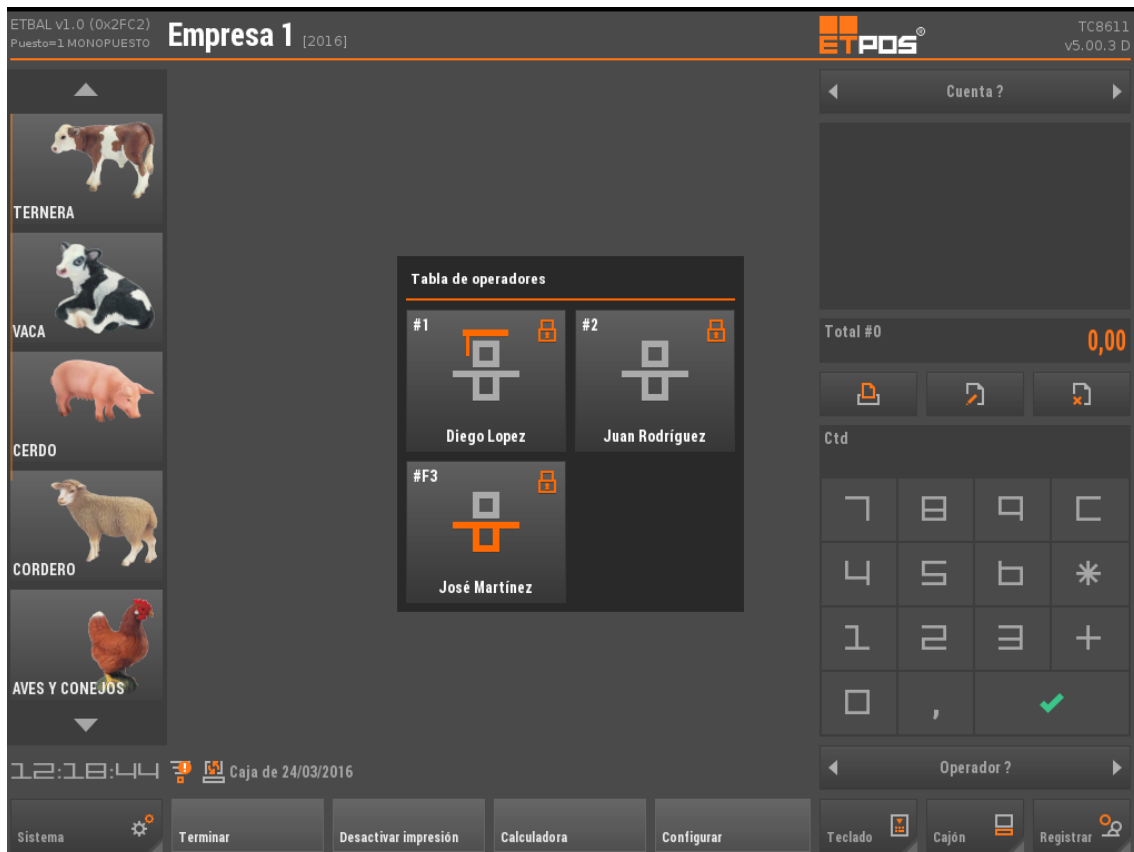 ETBAL v1.0 (0x2FC2)
Puesto=1 MONOPUESTO
Empresa 1 [2016]
ETPOS®
TC8611
v5.00.3 D
TERNERA
VACA
CERDO
CORDERO
AVES Y CONEJOS
Tabla de operadores
#1
Diego Lopez
#2
Juan Rodríguez
#F3
José Martínez
Cuenta ?
Total #0
0,00
Ctd
7 8 9 C
4 5 6 *
1 2 3 +
0 ,
12:18:44
Caja de 24/03/2016
Operador ?
Sistema
Terminar
Desactivar impresión
Calculadora
Configurar
Teclado
Cajón
Registrar